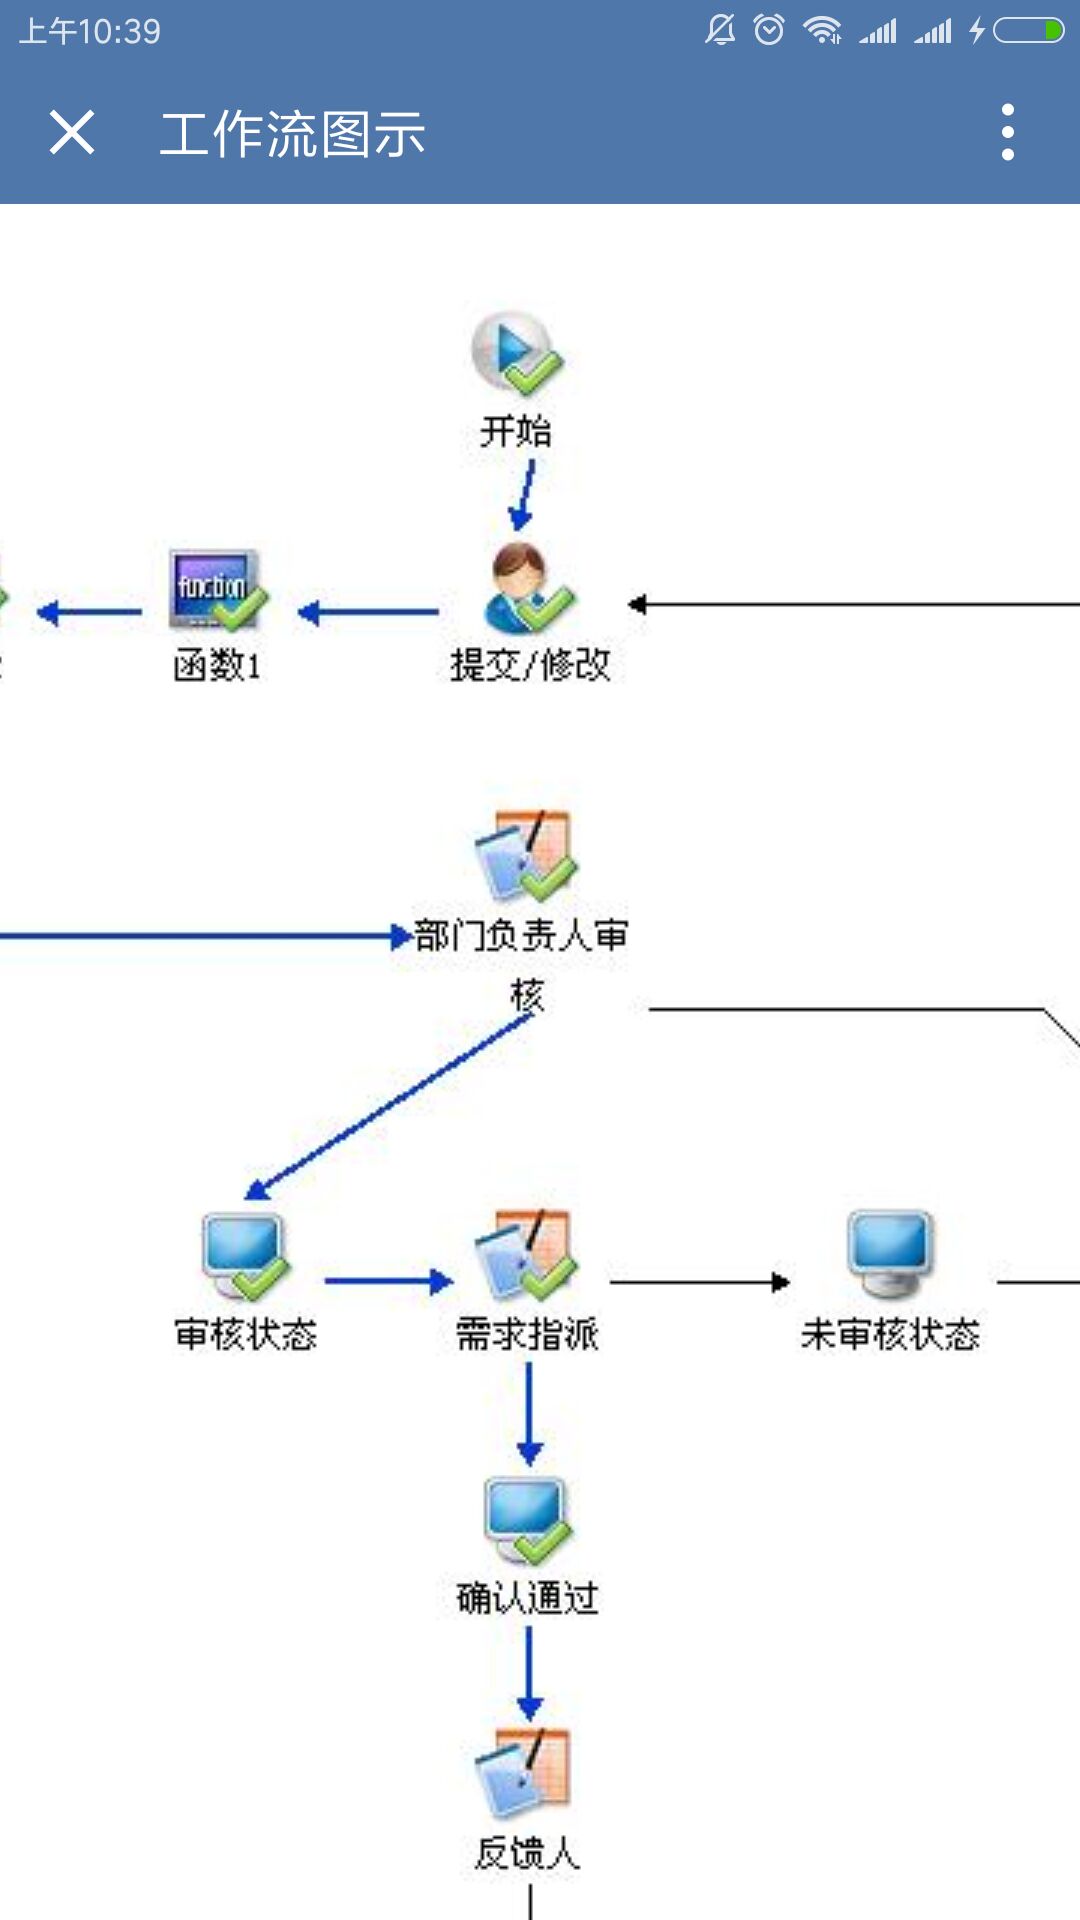 上午10:39
工作流图示
开始
function
函数1
提交/修改
部门负责人审
核
审核状态
需求指派
未审核状态
确认通过
反馈人